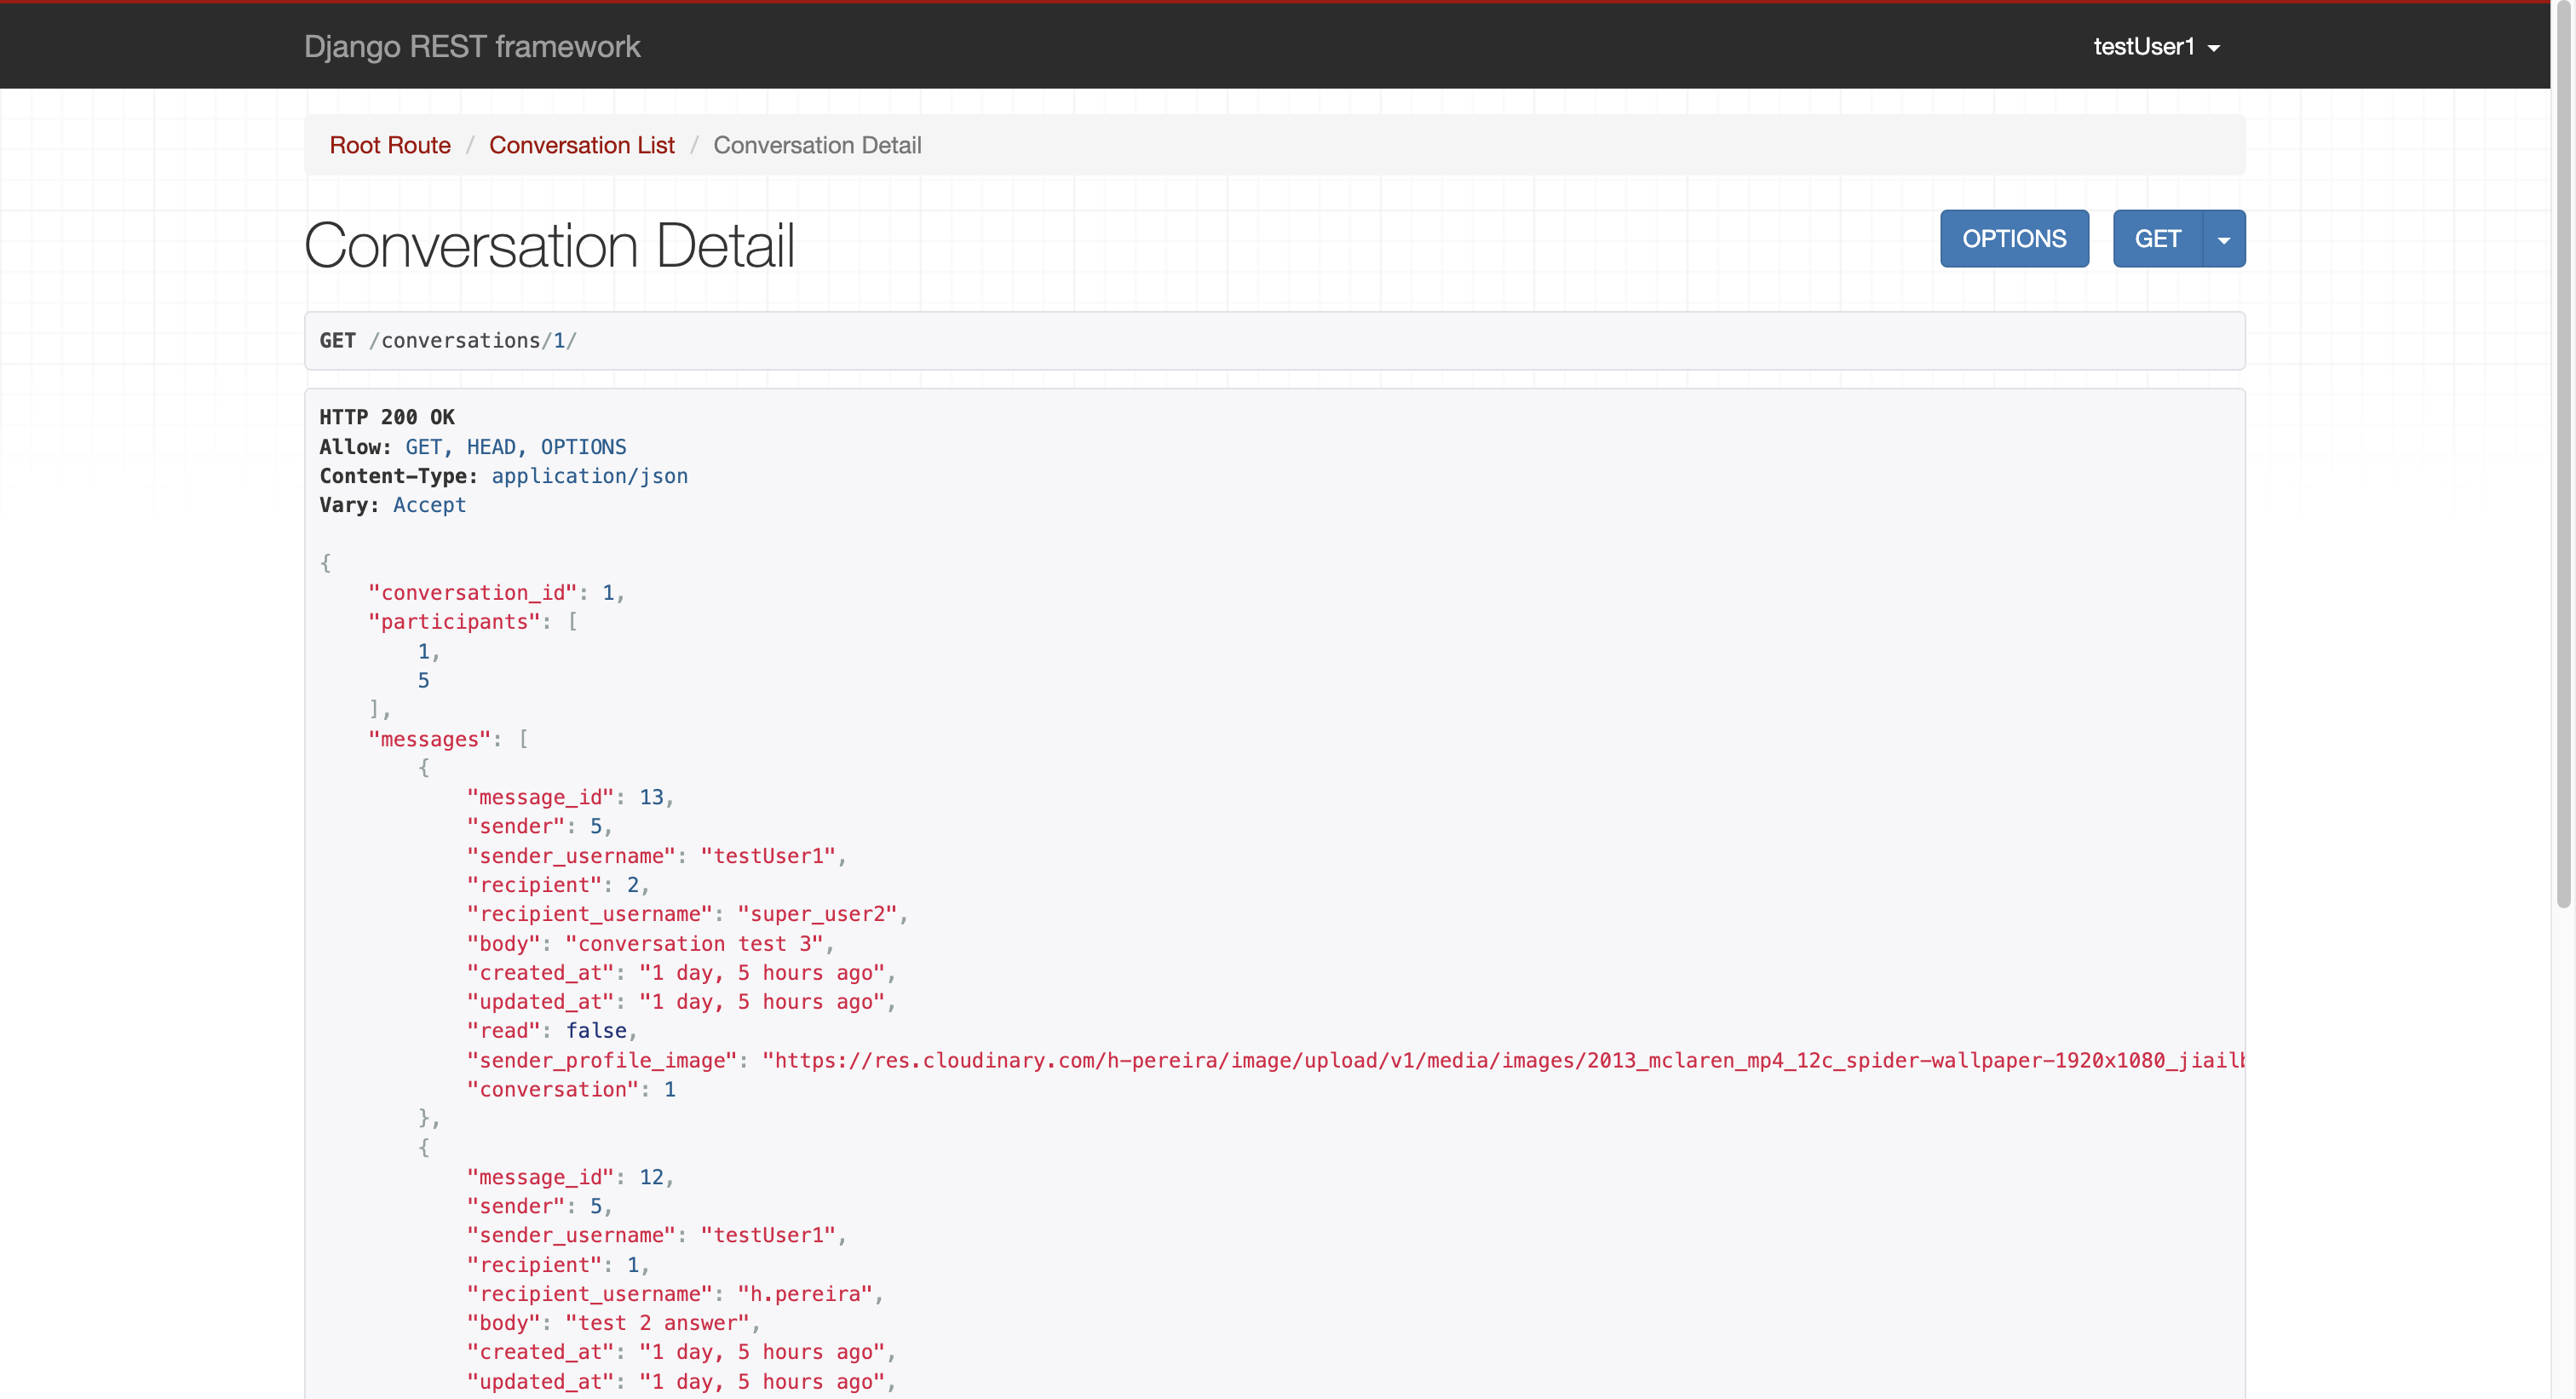 Django REST framework
testUser1
Root Route / Conversation List / Conversation Detail
Conversation Detail
OPTIONS
GET
GET /conversations/1/
HTTP 200 OK
Allow: GET, HEAD, OPTIONS
Content-Type: application/json
Vary: Accept
{
"conversation_id": 1,
"participants": [
1,
5
],
"messages": [
{
"message_id": 13,
"sender": 5,
"sender_username": "testUser1",
"recipient": 2,
"recipient_username": "super_user2",
"body": "conversation test 3",
"created_at": "1 day, 5 hours ago",
"updated_at": "1 day, 5 hours ago",
"read": false,
"sender_profile_image": "https://res.cloudinary.com/h-pereira/image/upload/v1/media/images/2013_mclaren_mp4_12c_spider-wallpaper-1920x1080_jiail
"conversation": 1
},
{
"message_id": 12,
"sender": 5,
"sender_username": "testUser1",
"recipient": 1,
"recipient_username": "h.pereira",
"body": "test 2 answer",
"created_at": "1 day, 5 hours ago",
"updated_at": "1 day, 5 hours ago",